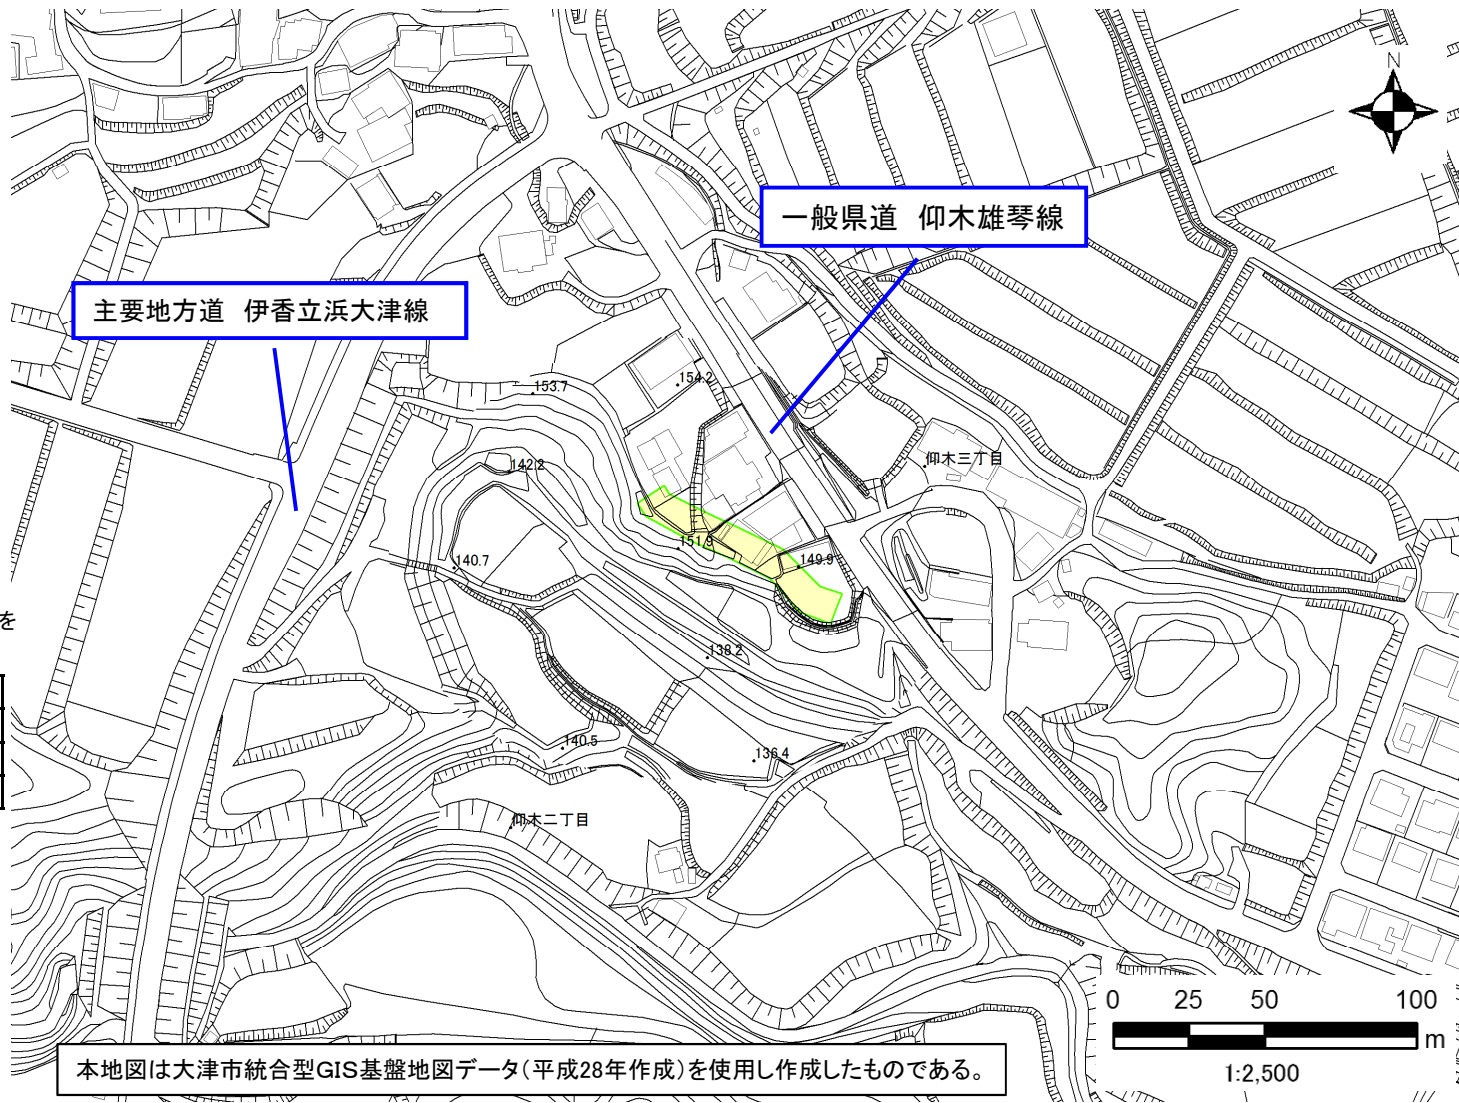 N
一般県道　仰木雄琴線
主要地方道　伊香立浜大津線
154.2
153.7
142.2
仰木三丁目
151.9
149.9
140.7
を
138.2
140.5
136.4
仰木二丁目
0 25 50 100
m
1:2,500
本地図は大津市統合型GIS基盤地図データ(平成28年作成)を使用し作成したものである。